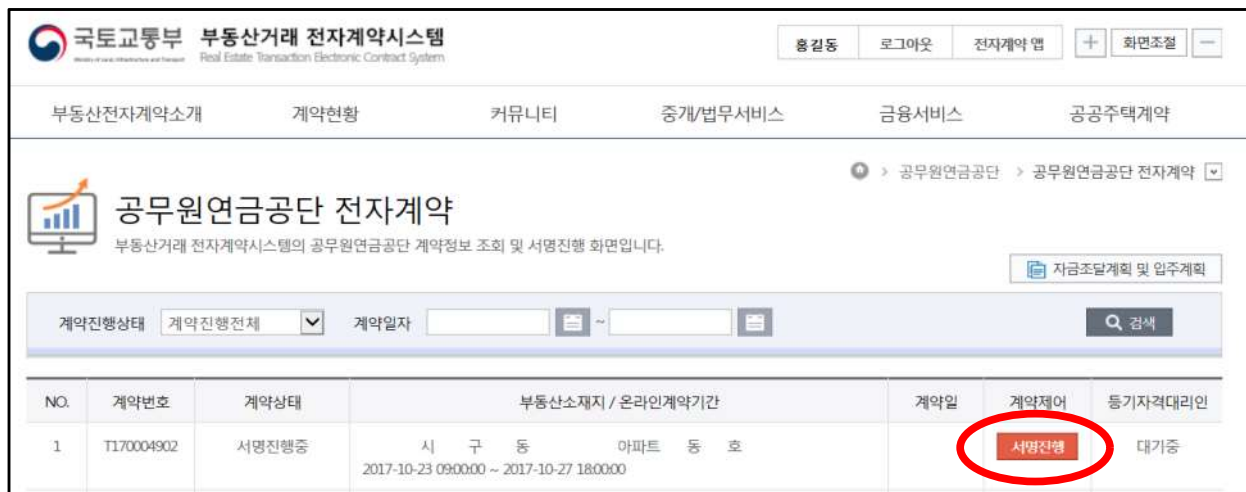 국토교통부 부동산거래 전자계약시스템
Ministry of Land, Infrastructure and Transport Real Estate Transaction Electronic Contract System
홍길동 로그아웃 전자계약 앱 + 화면조절 −
부동산전자계약소개 계약현황 커뮤니티 중개/법무서비스 금융서비스 공공주택계약
> 공무원연금공단 > 공무원연금공단 전자계약
공무원연금공단 전자계약
부동산거래 전자계약시스템의 공무원연금공단 계약정보 조회 및 서명진행 화면입니다.
자금조달계획 및 입주계획
계약진행상태 계약진행전체 계약일자 ~ 검색
NO. 계약번호 계약상태 부동산소재지 / 온라인계약기간 계약일 계약제어 등기자격대리인
1 T170004902 서명진행중 시 구 동 아파트 동 호 서명진행 대기중
2017-10-23 09:00:00 ~ 2017-10-27 18:00:00